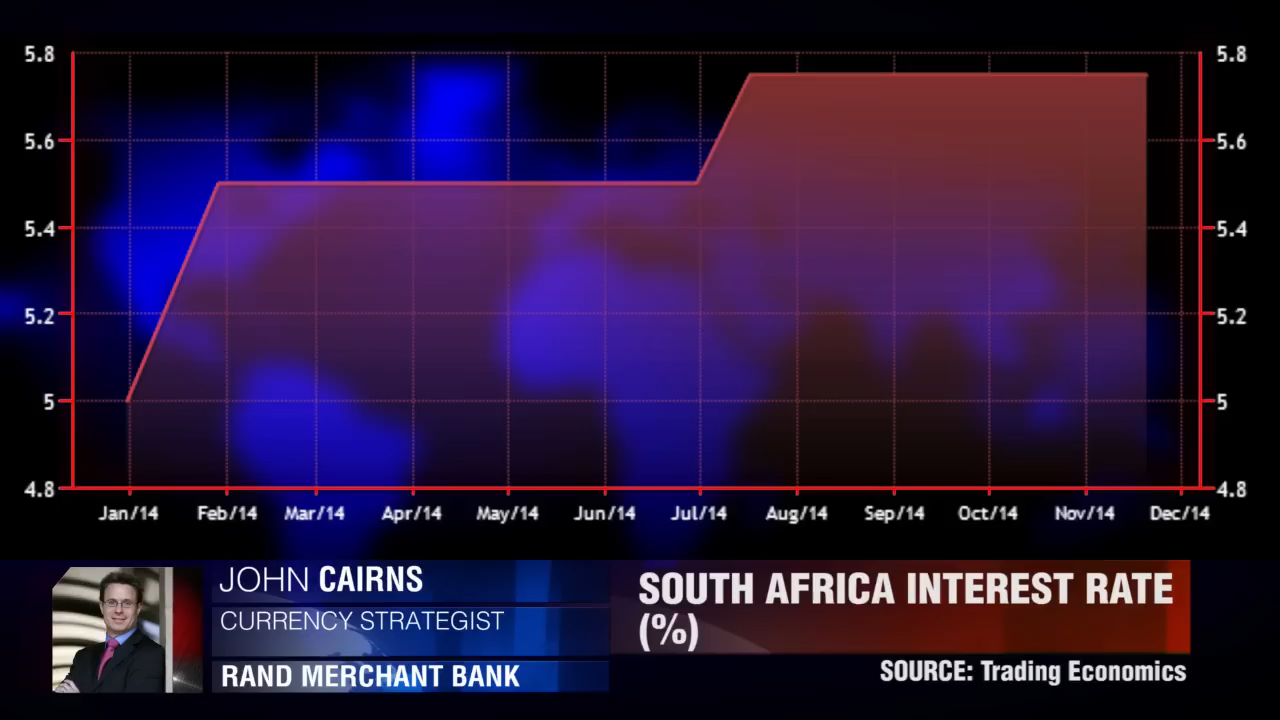 5.8 5.8
5.6 5.6
5.4 5.4
5.2 5.2
5 5
4.8 4.8
Jan/14 Feb/14 Mar/14 Apr/14 May/14 Jun/14 Jul/14 Aug/14 Sep/14 Oct/14 Nov/14 Dec/14
JOHN CAIRNS
CURRENCY STRATEGIST
RAND MERCHANT BANK
SOUTH AFRICA INTEREST RATE
(%)
SOURCE: Trading Economics